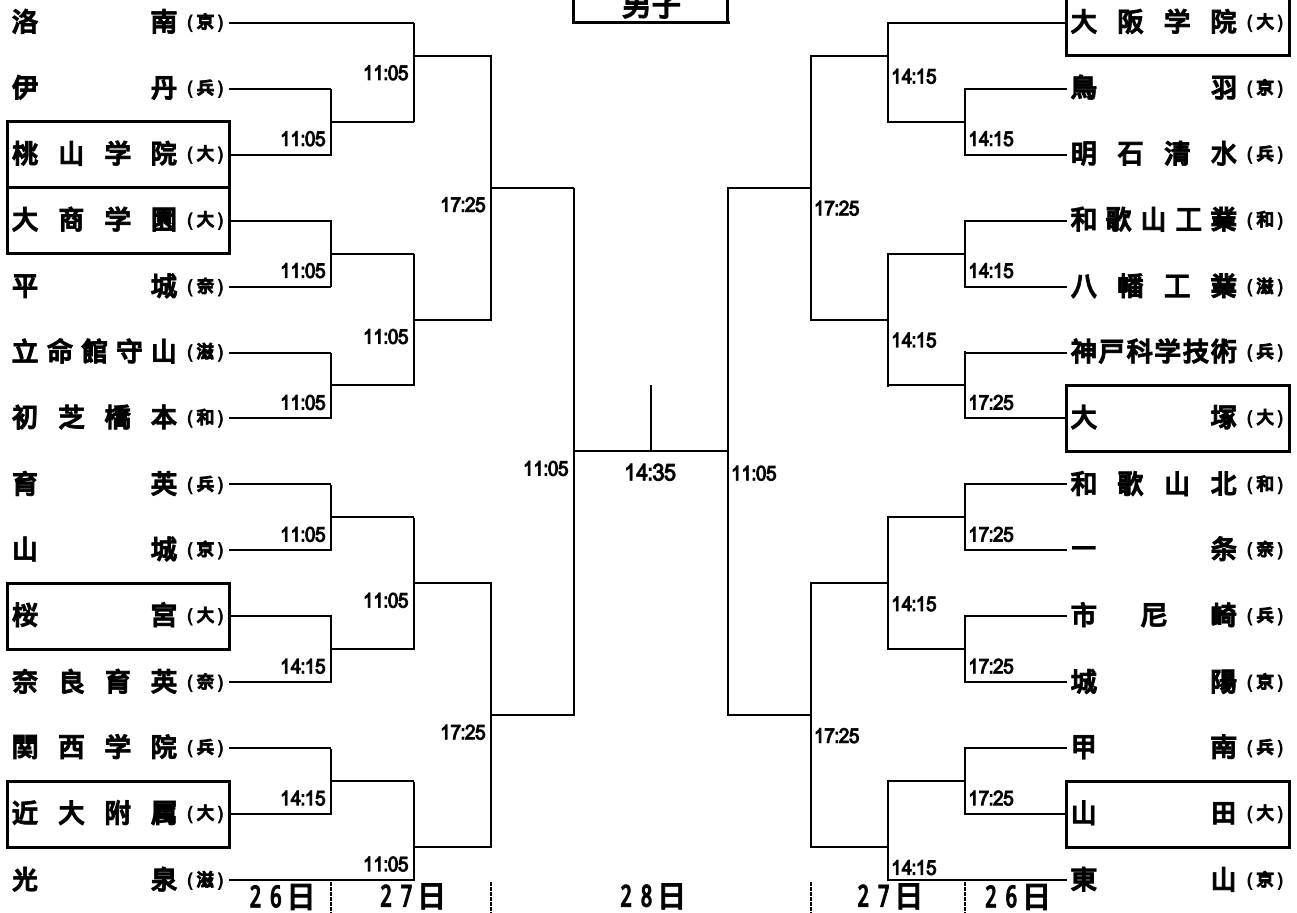 男子
洛南(京)
11:05
伊丹(兵)
11:05
桃山学院(大)
17:25
大商学園(大)
11:05
平城(奈)
11:05
立命館守山(滋)
11:05
初芝橋本(和)
11:05
育英(兵)
11:05
山城(京)
11:05
桜宮(大)
14:15
奈良育英(奈)
17:25
関西学院(兵)
14:15
近大附属(大)
11:05
光泉(滋)
14:35
大阪学院(大)
14:15
鳥羽(京)
14:15
明石清水(兵)
17:25
和歌山工業(和)
14:15
八幡工業(滋)
14:15
神戸科学技術(兵)
17:25
大塚(大)
11:05
和歌山北(和)
17:25
一条(奈)
14:15
市尼崎(兵)
17:25
城陽(京)
17:25
甲南(兵)
17:25
山田(大)
14:15
東山(京)
26日 27日 28日 27日 26日